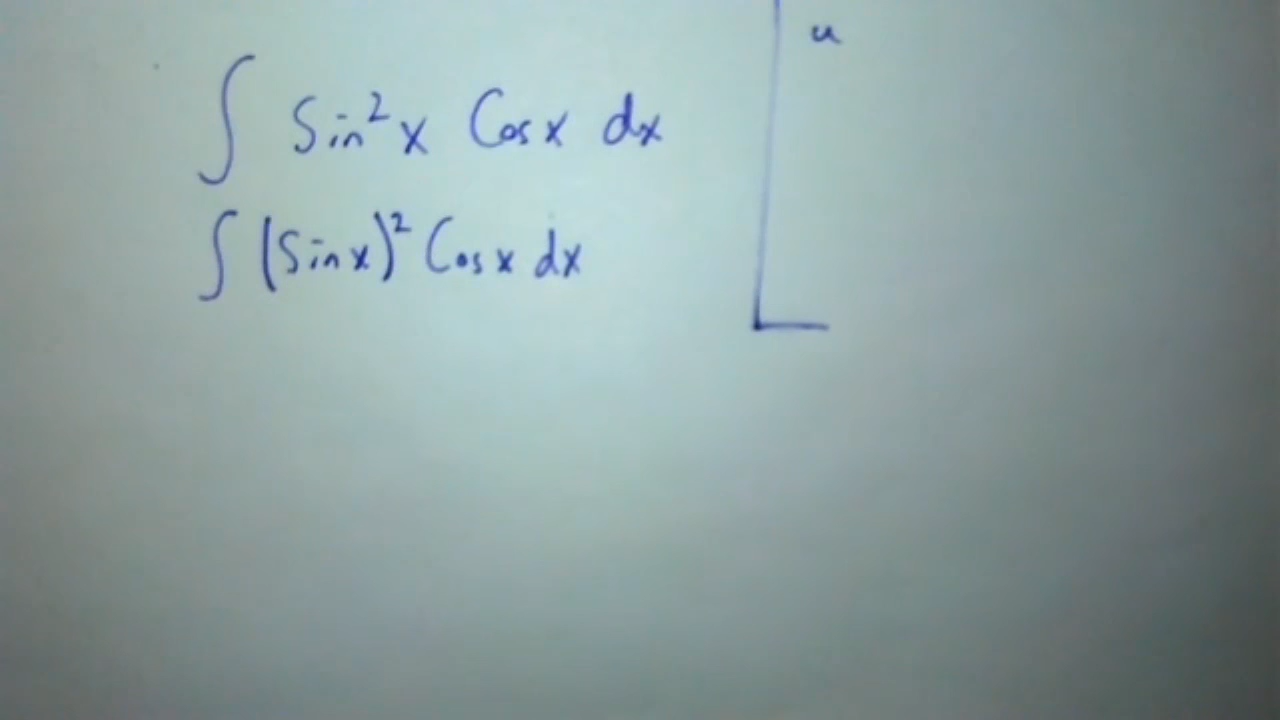 ∫ Sin²x Cosx dx
∫ (Sinx)² Cosx dx
u